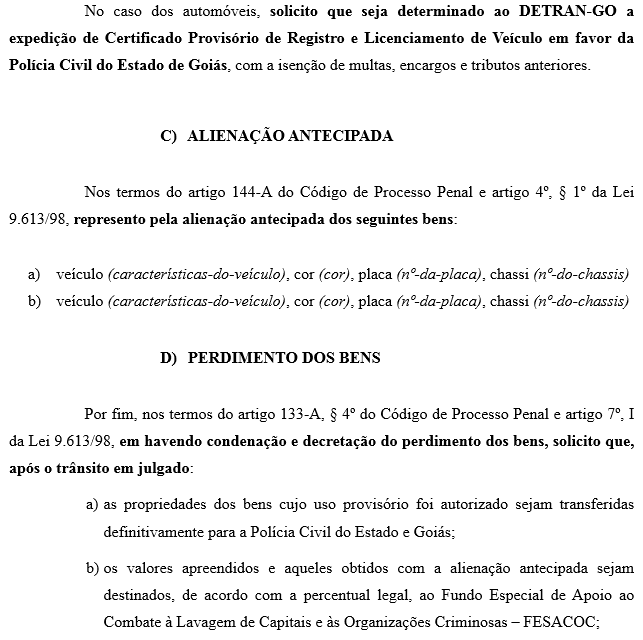 No caso dos automóveis, solicito que seja determinado ao DETRAN-GO a
expedição de Certificado Provisório de Registro e Licenciamento de Veículo em favor da
Polícia Civil do Estado de Goiás, com a isenção de multas, encargos e tributos anteriores.
C) ALIENAÇÃO ANTECIPADA
Nos termos do artigo 144-A do Código de Processo Penal e artigo 4º, § 1º da Lei
9.613/98, represento pela alienação antecipada dos seguintes bens:
a) veículo (características-do-veículo), cor (cor), placa (nº-da-placa), chassi (nº-do-chassis)
b) veículo (características-do-veículo), cor (cor), placa (nº-da-placa), chassi (nº-do-chassis)
D) PERDIMENTO DOS BENS
Por fim, nos termos do artigo 133-A, § 4º do Código de Processo Penal e artigo 7º, I
da Lei 9.613/98, em havendo condenação e decretação do perdimento dos bens, solicito que,
após o trânsito em julgado:
a) as propriedades dos bens cujo uso provisório foi autorizado sejam transferidas
definitivamente para a Polícia Civil do Estado e Goiás;
b) os valores apreendidos e aqueles obtidos com a alienação antecipada sejam
destinados, de acordo com a percentual legal, ao Fundo Especial de Apoio ao
Combate à Lavagem de Capitais e às Organizações Criminosas – FESACOC;